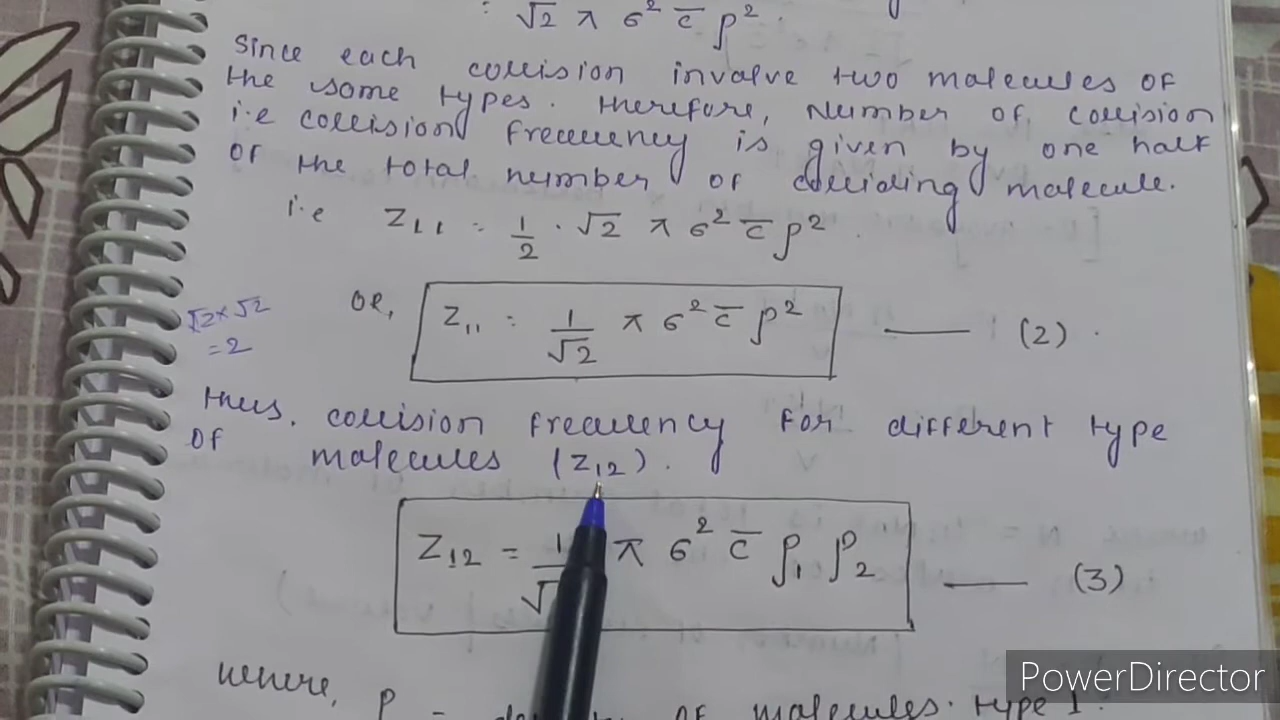 : √2 π σ² c̄ ρ².
Since each collision involve two molecules of
the some types. Therefore, Number of collision
i.e collision frequency is given by one half
of the total number of colliding molecule.
i.e Z₁₁ = 1/2 · √2 π σ² c̄ ρ².
√2 × √2
= 2
OR, Z₁₁ = 1/√2 π σ² c̄ ρ² —— (2).
thus. collision frequency for different type
of molecules (Z₁₂).
Z₁₂ = 1/√ π σ² c̄ ρ₁ ρ₂ —— (3)
where, ρ = of molecules. type 1.
PowerDirector